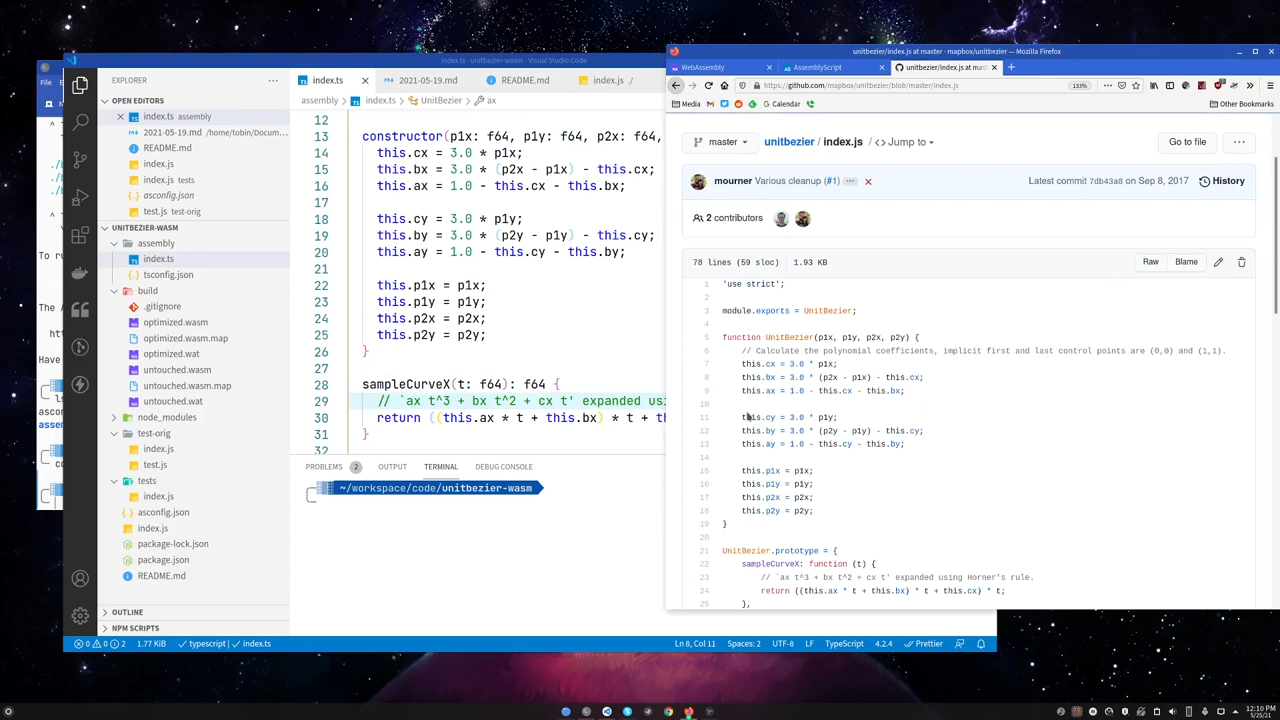 index.ts - unitbezier-wasm - Visual Studio Code
File
EXPLORER
OPEN EDITORS
index.ts assembly
2021-05-19.md /home/tobin/Docum...
README.md
index.js
index.js tests
asconfig.json
test.js test-orig
UNITBEZIER-WASM
assembly
index.ts
tsconfig.json
build
.gitignore
optimized.wasm
optimized.wasm.map
optimized.wat
untouched.wasm
untouched.wasm.map
untouched.wat
node_modules
test-orig
index.js
test.js
tests
index.js
asconfig.json
index.js
package-lock.json
package.json
README.md
OUTLINE
NPM SCRIPTS
index.ts
2021-05-19.md
README.md
index.js ./
assembly > index.ts > UnitBezier > ax
12
13 constructor(p1x: f64, p1y: f64, p2x: f64,
14 this.cx = 3.0 * p1x;
15 this.bx = 3.0 * (p2x - p1x) - this.cx;
16 this.ax = 1.0 - this.cx - this.bx;
17
18 this.cy = 3.0 * p1y;
19 this.by = 3.0 * (p2y - p1y) - this.cy;
20 this.ay = 1.0 - this.cy - this.by;
21
22 this.p1x = p1x;
23 this.p1y = p1y;
24 this.p2x = p2x;
25 this.p2y = p2y;
26 }
27
28 sampleCurveX(t: f64): f64 {
29 // `ax t^3 + bx t^2 + cx t' expanded usi
30 return ((this.ax * t + this.bx) * t + th
31 }
32
PROBLEMS 2 OUTPUT TERMINAL DEBUG CONSOLE
~/workspace/code/unitbezier-wasm
0 0 2 1.77 KiB typescript | index.ts
Ln 8, Col 11 Spaces: 2 UTF-8 LF TypeScript 4.2.4 Prettier
unitbezier/index.js at master · mapbox/unitbezier — Mozilla Firefox
WebAssembly
AssemblyScript
unitbezier/index.js at mast
https://github.com/mapbox/unitbezier/blob/master/index.js
133%
Media
Calendar
Other Bookmarks
master
unitbezier / index.js / <> Jump to
Go to file
...
mourner Various cleanup (#1) ...
Latest commit 7db43a8 on Sep 8, 2017
History
2 contributors
78 lines (59 sloc) 1.93 KB
Raw Blame
1 'use strict';
2
3 module.exports = UnitBezier;
4
5 function UnitBezier(p1x, p1y, p2x, p2y) {
6 // Calculate the polynomial coefficients, implicit first and last control points are (0,0) and (1,1).
7 this.cx = 3.0 * p1x;
8 this.bx = 3.0 * (p2x - p1x) - this.cx;
9 this.ax = 1.0 - this.cx - this.bx;
10
11 this.cy = 3.0 * p1y;
12 this.by = 3.0 * (p2y - p1y) - this.cy;
13 this.ay = 1.0 - this.cy - this.by;
14
15 this.p1x = p1x;
16 this.p1y = p1y;
17 this.p2x = p2x;
18 this.p2y = p2y;
19 }
20
21 UnitBezier.prototype = {
22 sampleCurveX: function (t) {
23 // `ax t^3 + bx t^2 + cx t' expanded using Horner's rule.
24 return ((this.ax * t + this.bx) * t + this.cx) * t;
25 },
12:10 PM
5/25/21